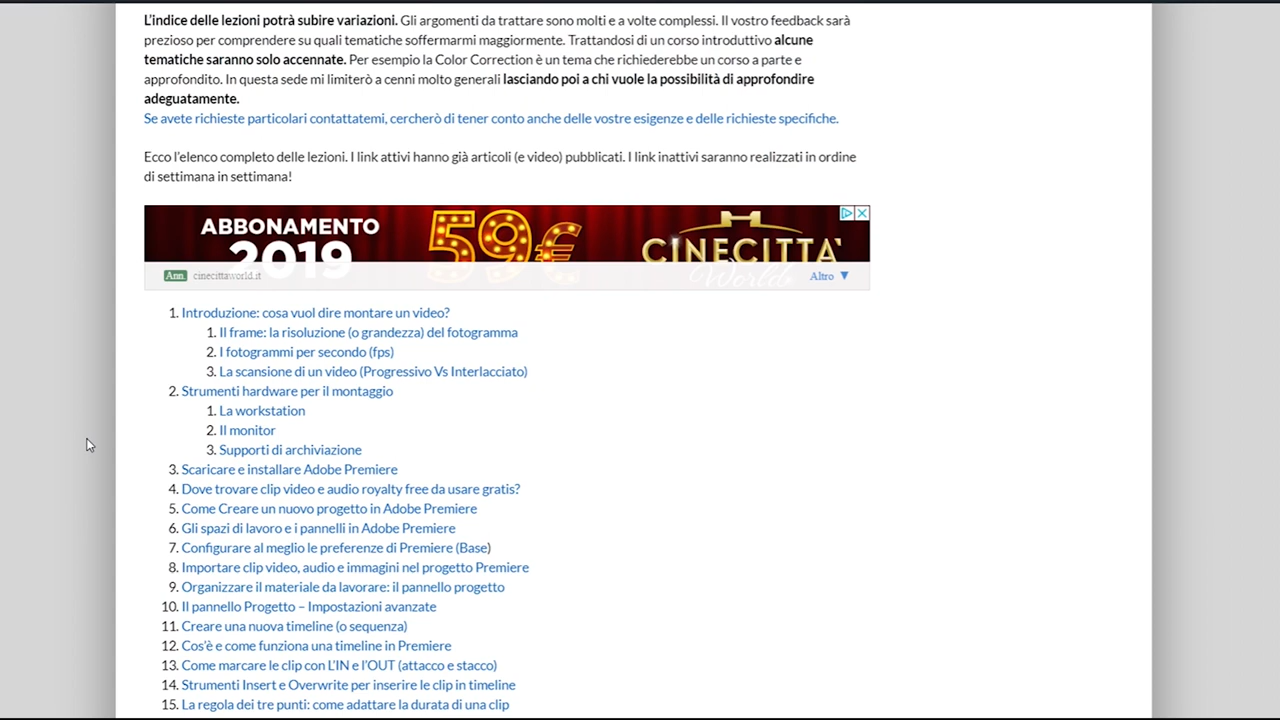 L'indice delle lezioni potrà subire variazioni. Gli argomenti da trattare sono molti e a volte complessi. Il vostro feedback sarà
prezioso per comprendere su quali tematiche soffermarmi maggiormente. Trattandosi di un corso introduttivo alcune
tematiche saranno solo accennate. Per esempio la Color Correction è un tema che richiederebbe un corso a parte e
approfondito. In questa sede mi limiterò a cenni molto generali lasciando poi a chi vuole la possibilità di approfondire
adeguatamente.
Se avete richieste particolari contattatemi, cercherò di tener conto anche delle vostre esigenze e delle richieste specifiche.
Ecco l'elenco completo delle lezioni. I link attivi hanno già articoli (e video) pubblicati. I link inattivi saranno realizzati in ordine
di settimana in settimana!
ABBONAMENTO
2019
59€
CINECITTÀ
World
Ann. cinecittaworld.it
Altro
1. Introduzione: cosa vuol dire montare un video?
1. Il frame: la risoluzione (o grandezza) del fotogramma
2. I fotogrammi per secondo (fps)
3. La scansione di un video (Progressivo Vs Interlacciato)
2. Strumenti hardware per il montaggio
1. La workstation
2. Il monitor
3. Supporti di archiviazione
3. Scaricare e installare Adobe Premiere
4. Dove trovare clip video e audio royalty free da usare gratis?
5. Come Creare un nuovo progetto in Adobe Premiere
6. Gli spazi di lavoro e i pannelli in Adobe Premiere
7. Configurare al meglio le preferenze di Premiere (Base)
8. Importare clip video, audio e immagini nel progetto Premiere
9. Organizzare il materiale da lavorare: il pannello progetto
10. Il pannello Progetto – Impostazioni avanzate
11. Creare una nuova timeline (o sequenza)
12. Cos'è e come funziona una timeline in Premiere
13. Come marcare le clip con L'IN e l'OUT (attacco e stacco)
14. Strumenti Insert e Overwrite per inserire le clip in timeline
15. La regola dei tre punti: come adattare la durata di una clip